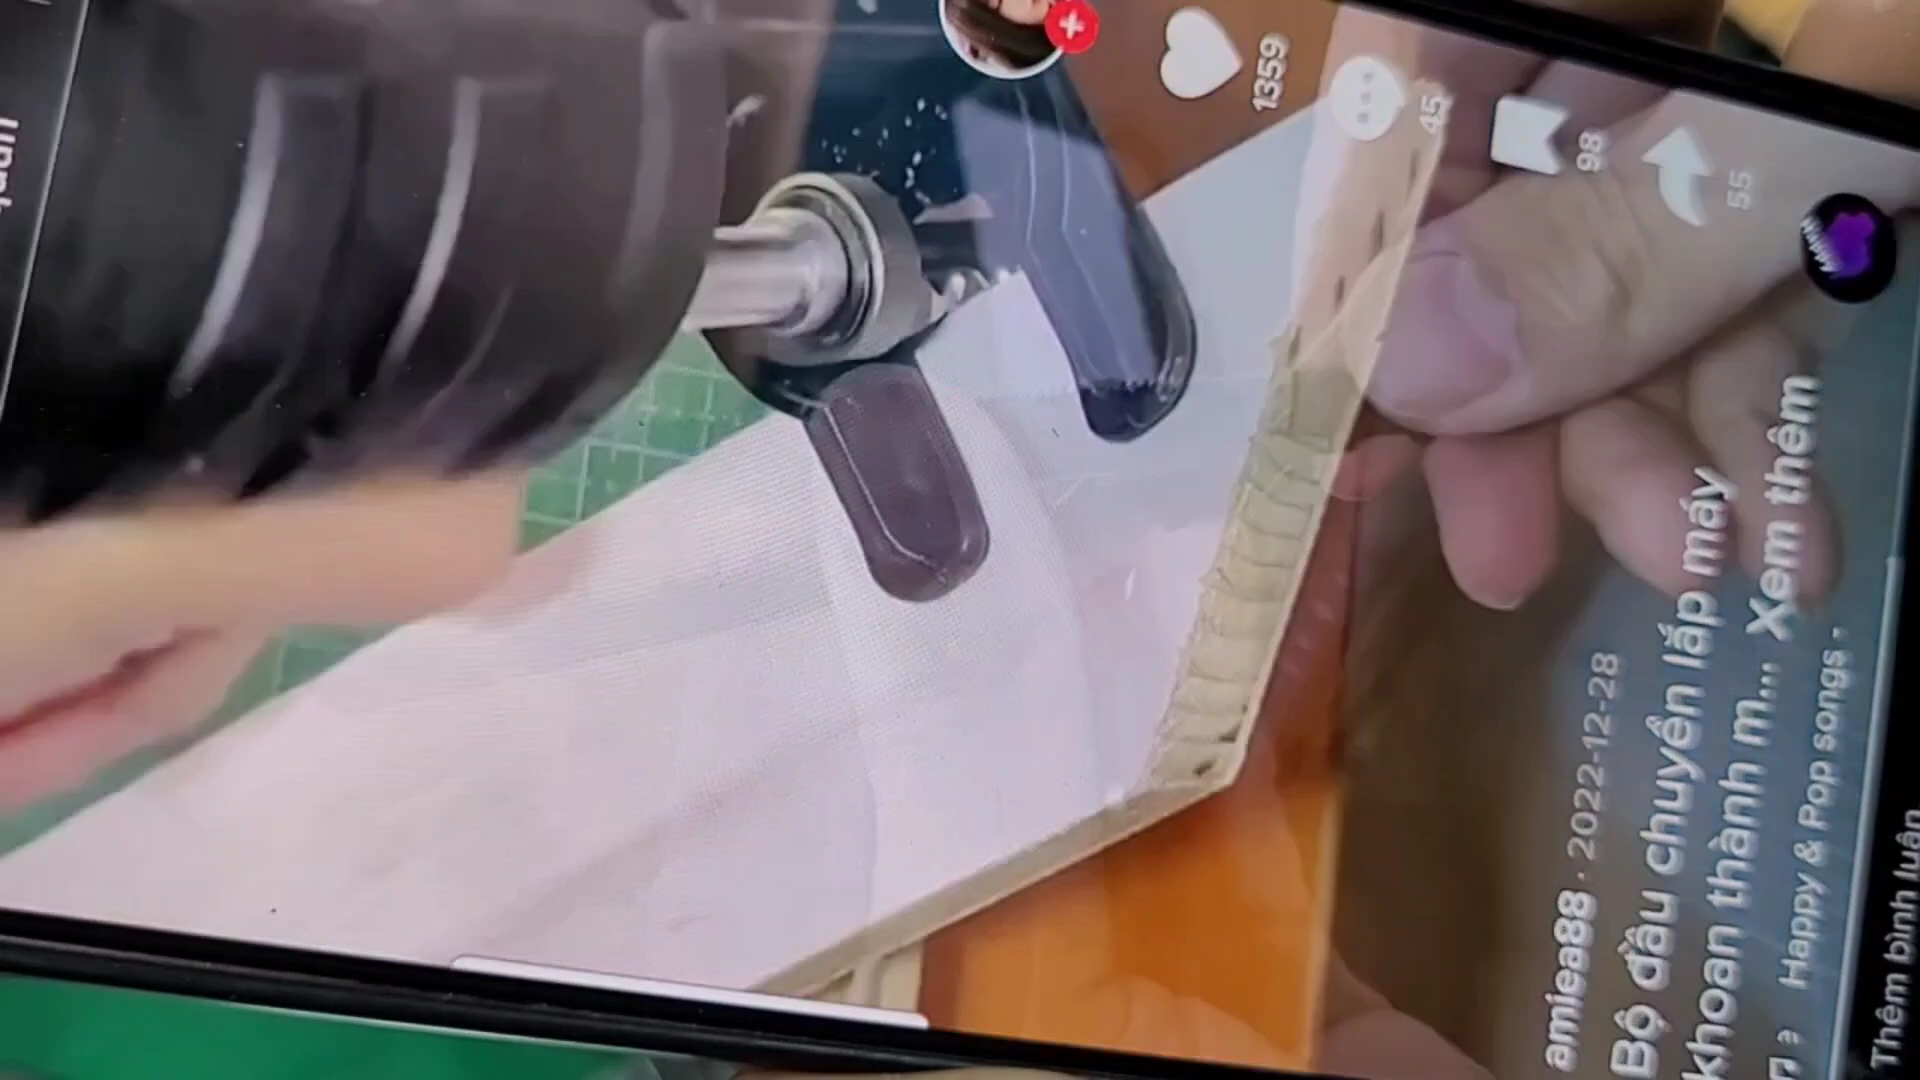 1359
45
98
55
amiea88 · 2022-12-28
Bộ đầu chuyển lắp máy
khoan thành m... Xem thêm
Happy & Pop songs
Thêm bình luận